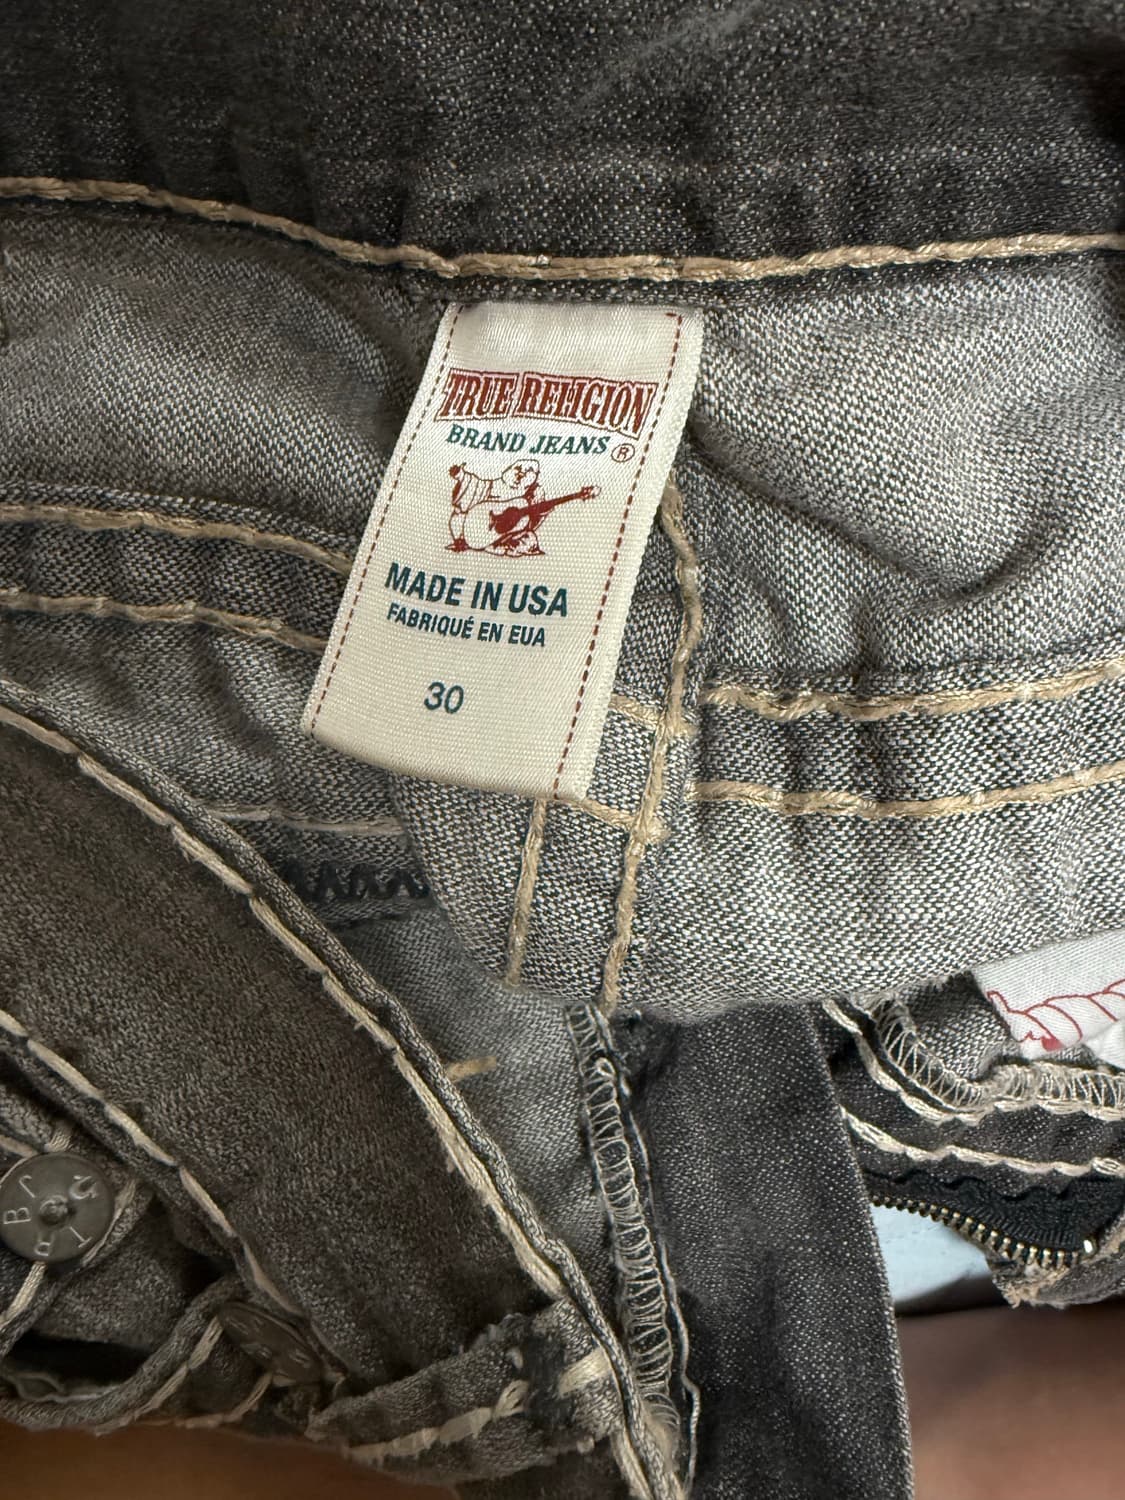 TRUE RELIGION
BRAND JEANS ®
MADE IN USA
FABRIQUÉ EN EUA
30
T R B J